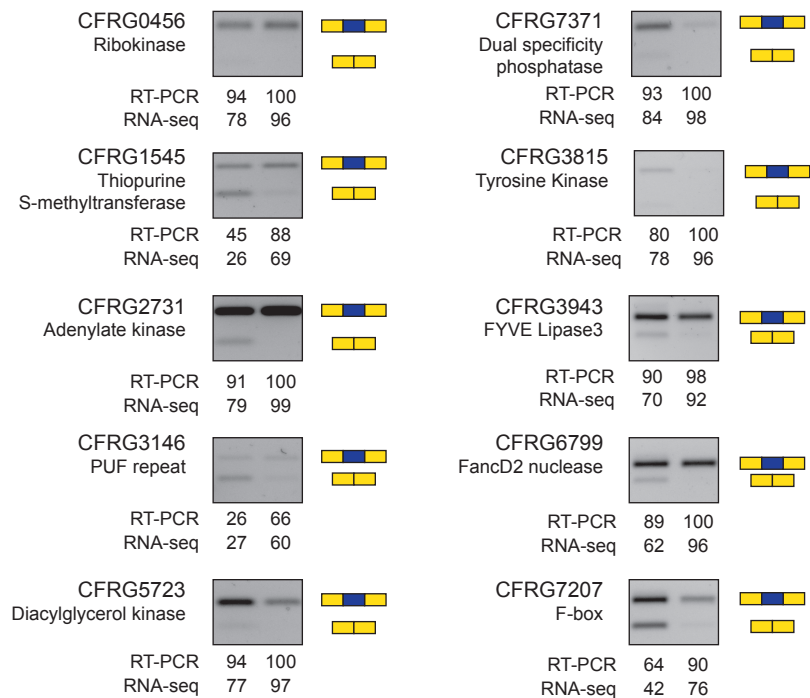 CFRG0456
Ribokinase
RT-PCR 94 100
RNA-seq 78 96
CFRG1545
Thiopurine
S-methyltransferase
RT-PCR 45 88
RNA-seq 26 69
CFRG2731
Adenylate kinase
RT-PCR 91 100
RNA-seq 79 99
CFRG3146
PUF repeat
RT-PCR 26 66
RNA-seq 27 60
CFRG5723
Diacylglycerol kinase
RT-PCR 94 100
RNA-seq 77 97
CFRG7371
Dual specificity
phosphatase
RT-PCR 93 100
RNA-seq 84 98
CFRG3815
Tyrosine Kinase
RT-PCR 80 100
RNA-seq 78 96
CFRG3943
FYVE Lipase3
RT-PCR 90 98
RNA-seq 70 92
CFRG6799
FancD2 nuclease
RT-PCR 89 100
RNA-seq 62 96
CFRG7207
F-box
RT-PCR 64 90
RNA-seq 42 76